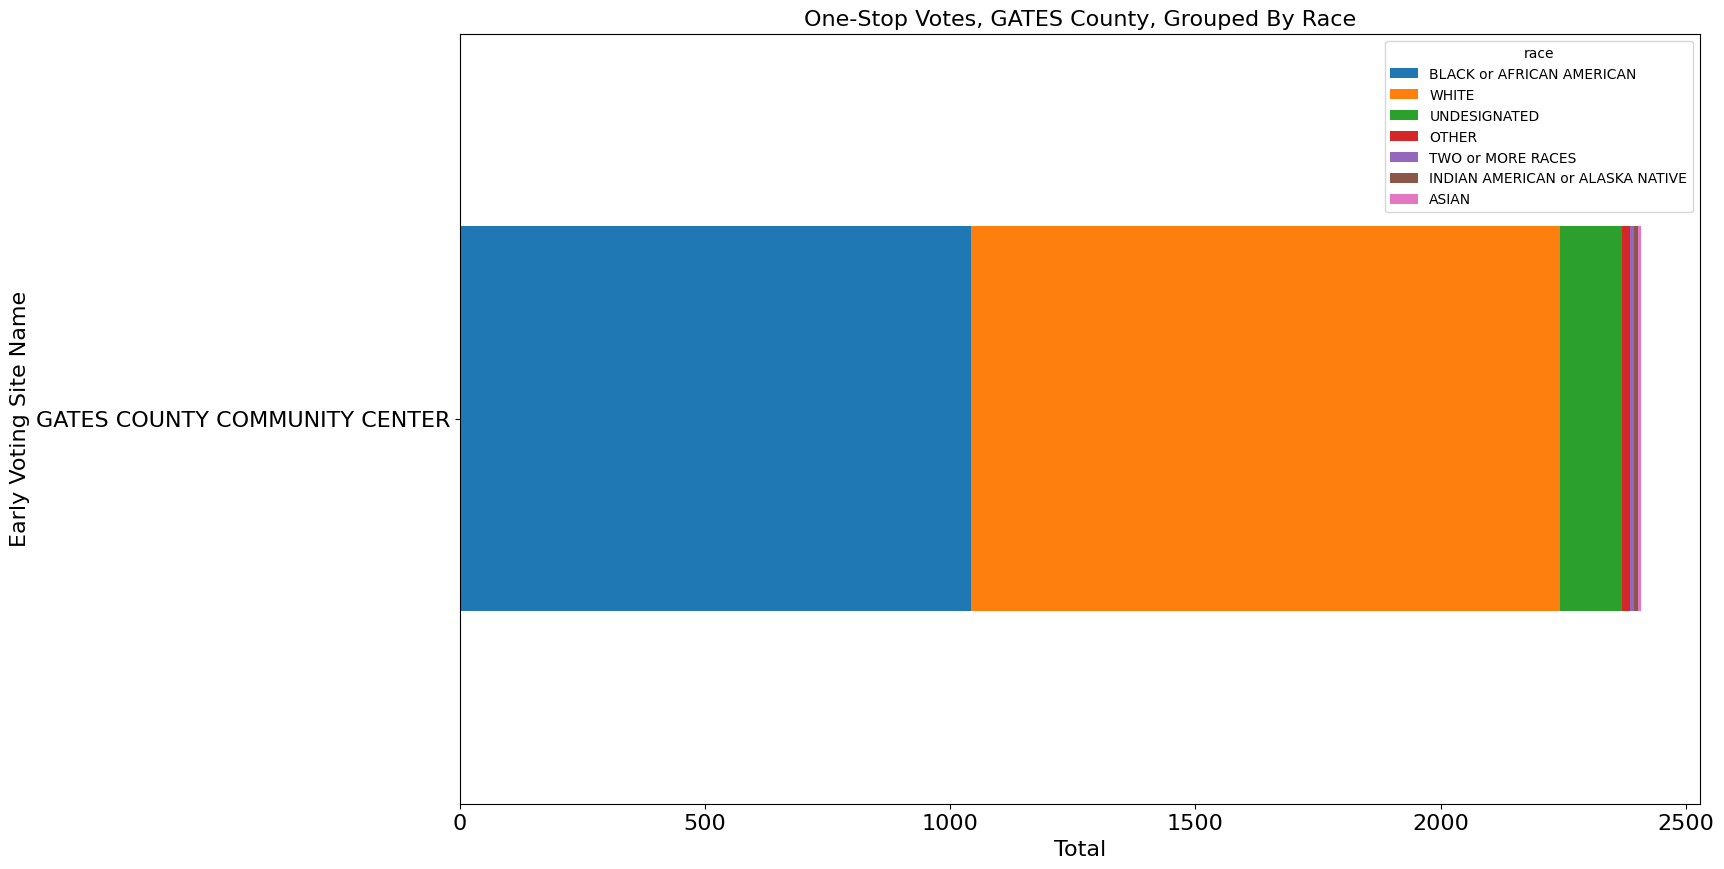 One-Stop Votes, GATES County, Grouped By Race
race
BLACK or AFRICAN AMERICAN
WHITE
UNDESIGNATED
OTHER
TWO or MORE RACES
INDIAN AMERICAN or ALASKA NATIVE
ASIAN
Early Voting Site Name
GATES COUNTY COMMUNITY CENTER
0 500 1000 1500 2000 2500
Total